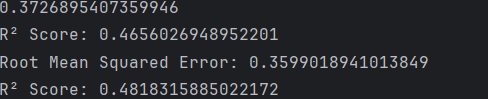 0.3726895407359946
R² Score: 0.4656026948952201
Root Mean Squared Error: 0.3599018941013849
R² Score: 0.4818315885022172